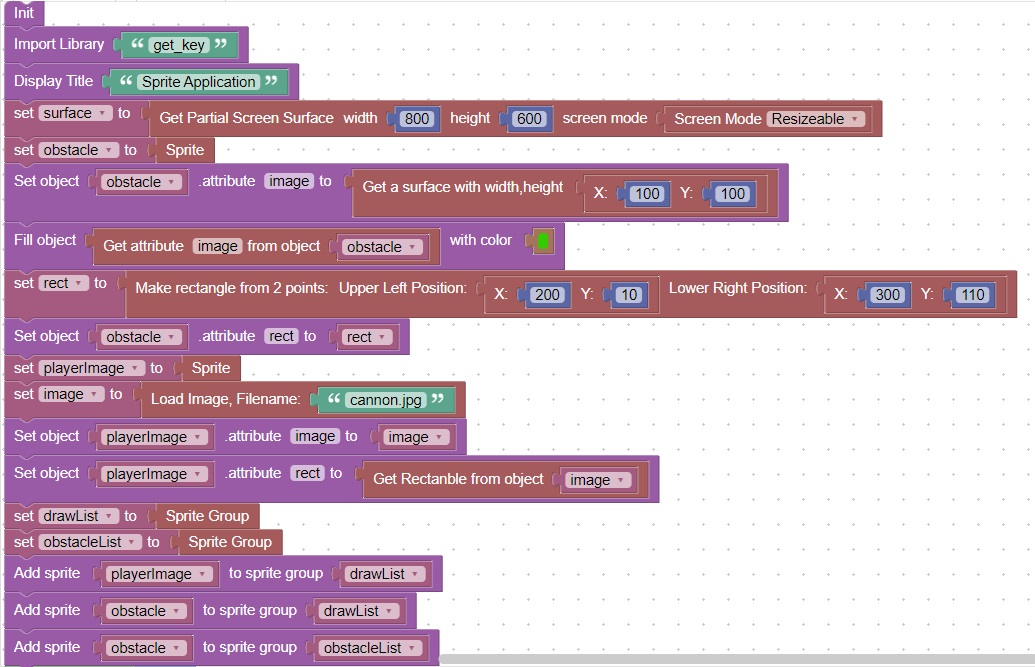 Init
Import Library “ get_key ”
Display Title “ Sprite Application ”
set surface to Get Partial Screen Surface width 800 height 600 screen mode Screen Mode Resizeable
set obstacle to Sprite
Set object obstacle .attribute image to Get a surface with width,height X: 100 Y: 100
Fill object Get attribute image from object obstacle with color
set rect to Make rectangle from 2 points: Upper Left Position: X: 200 Y: 10 Lower Right Position: X: 300 Y: 110
Set object obstacle .attribute rect to rect
set playerImage to Sprite
set image to Load Image, Filename: “ cannon.jpg ”
Set object playerImage .attribute image to image
Set object playerImage .attribute rect to Get Rectanble from object image
set drawList to Sprite Group
set obstacleList to Sprite Group
Add sprite playerImage to sprite group drawList
Add sprite obstacle to sprite group drawList
Add sprite obstacle to sprite group obstacleList